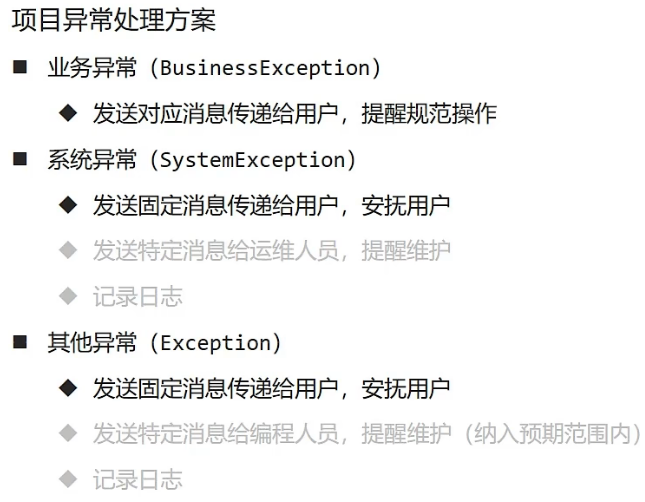 项目异常处理方案
■ 业务异常（BusinessException）
◆ 发送对应消息传递给用户，提醒规范操作
■ 系统异常（SystemException）
◆ 发送固定消息传递给用户，安抚用户
◆ 发送特定消息给运维人员，提醒维护
◆ 记录日志
■ 其他异常（Exception）
◆ 发送固定消息传递给用户，安抚用户
◆ 发送特定消息给编程人员，提醒维护（纳入预期范围内）
◆ 记录日志